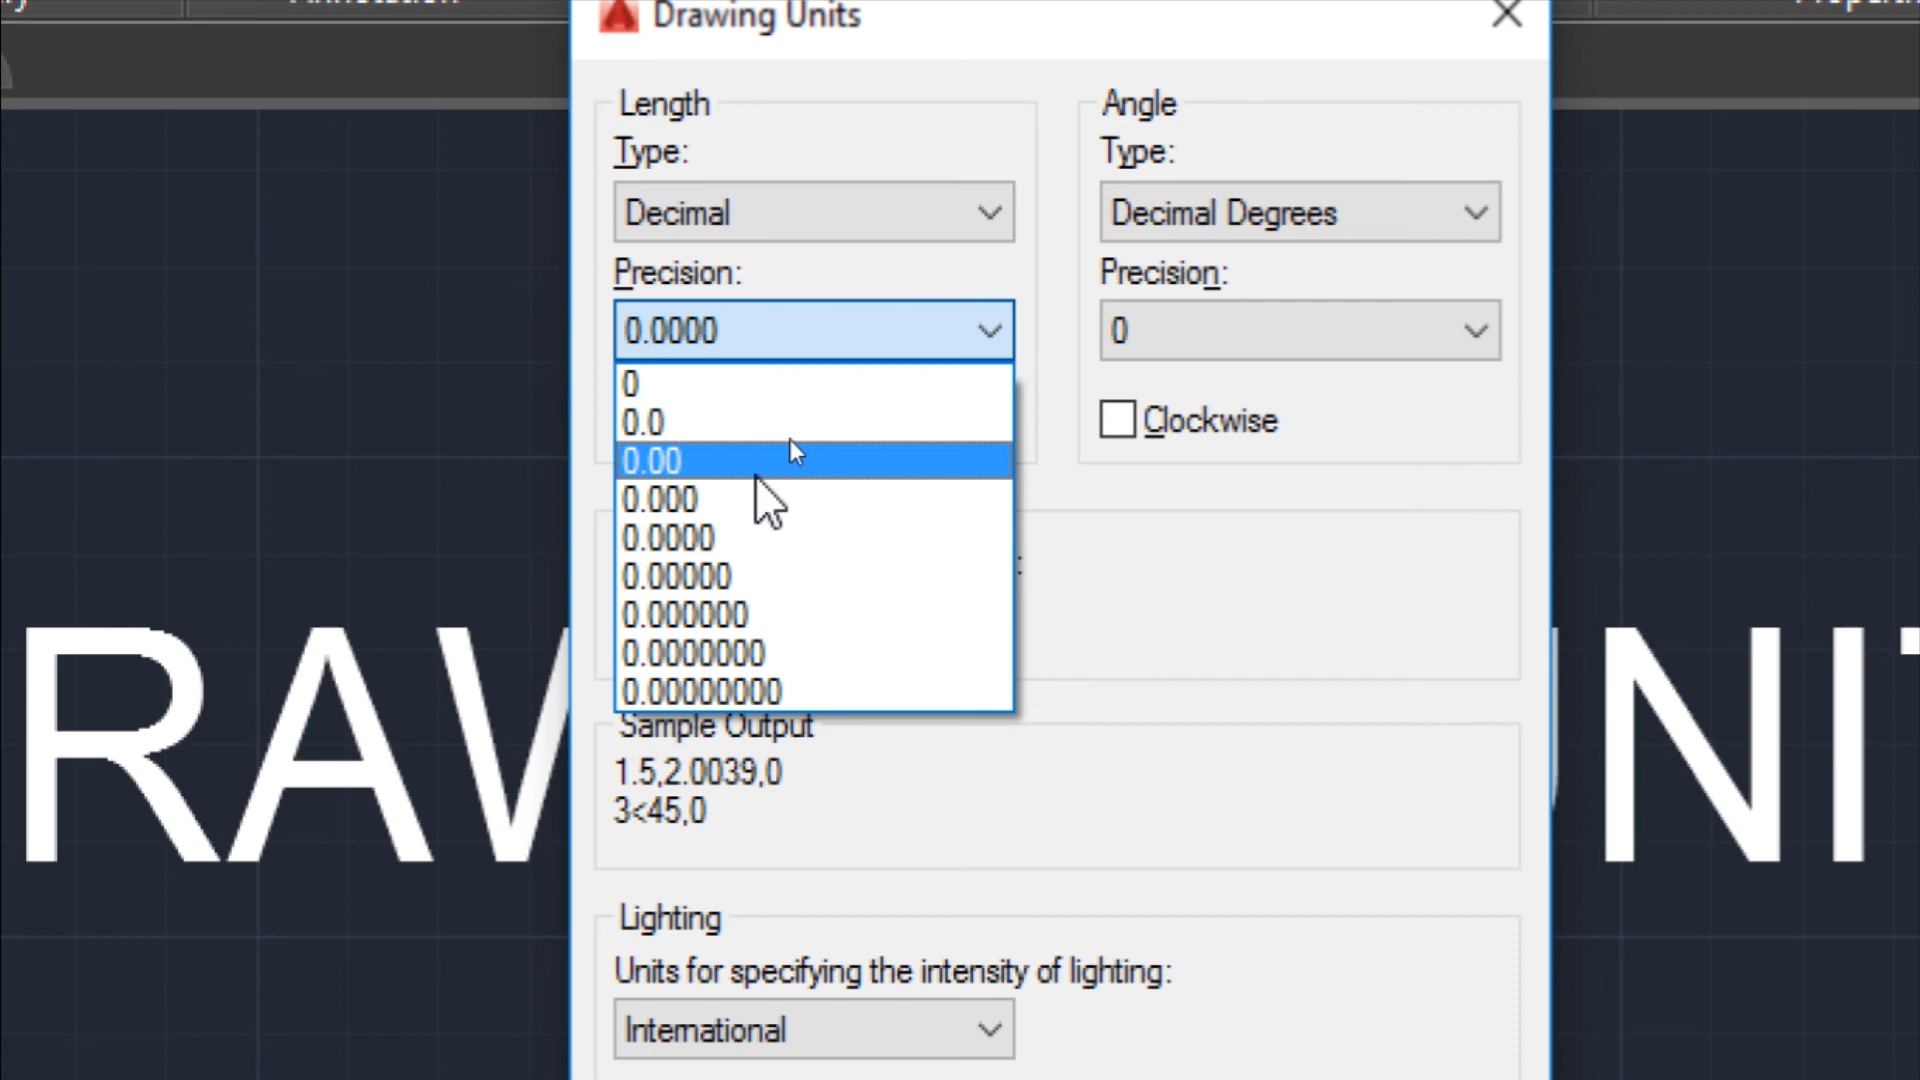 Annotation
Drawing Units
Length
Type:
Decimal
Precision:
0.0000
0
0.0
0.00
0.000
0.0000
0.00000
0.000000
0.0000000
0.00000000
Angle
Type:
Decimal Degrees
Precision:
0
Clockwise
:
RAW
UNIT
Sample Output
1.5,2.0039,0
3<45,0
Lighting
Units for specifying the intensity of lighting:
International